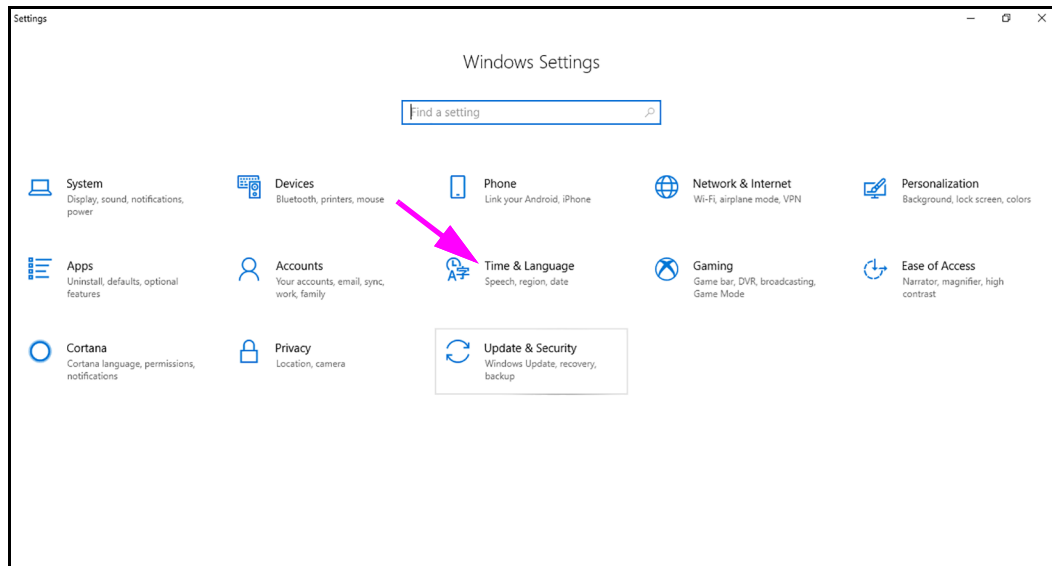 Settings
Windows Settings
Find a setting
System
Display, sound, notifications,
power
Devices
Bluetooth, printers, mouse
Phone
Link your Android, iPhone
Network & Internet
Wi-Fi, airplane mode, VPN
Personalization
Background, lock screen, colors
Apps
Uninstall, defaults, optional
features
Accounts
Your accounts, email, sync,
work, family
Time & Language
Speech, region, date
Gaming
Game bar, DVR, broadcasting,
Game Mode
Ease of Access
Narrator, magnifier, high
contrast
Cortana
Cortana language, permissions,
notifications
Privacy
Location, camera
Update & Security
Windows Update, recovery,
backup